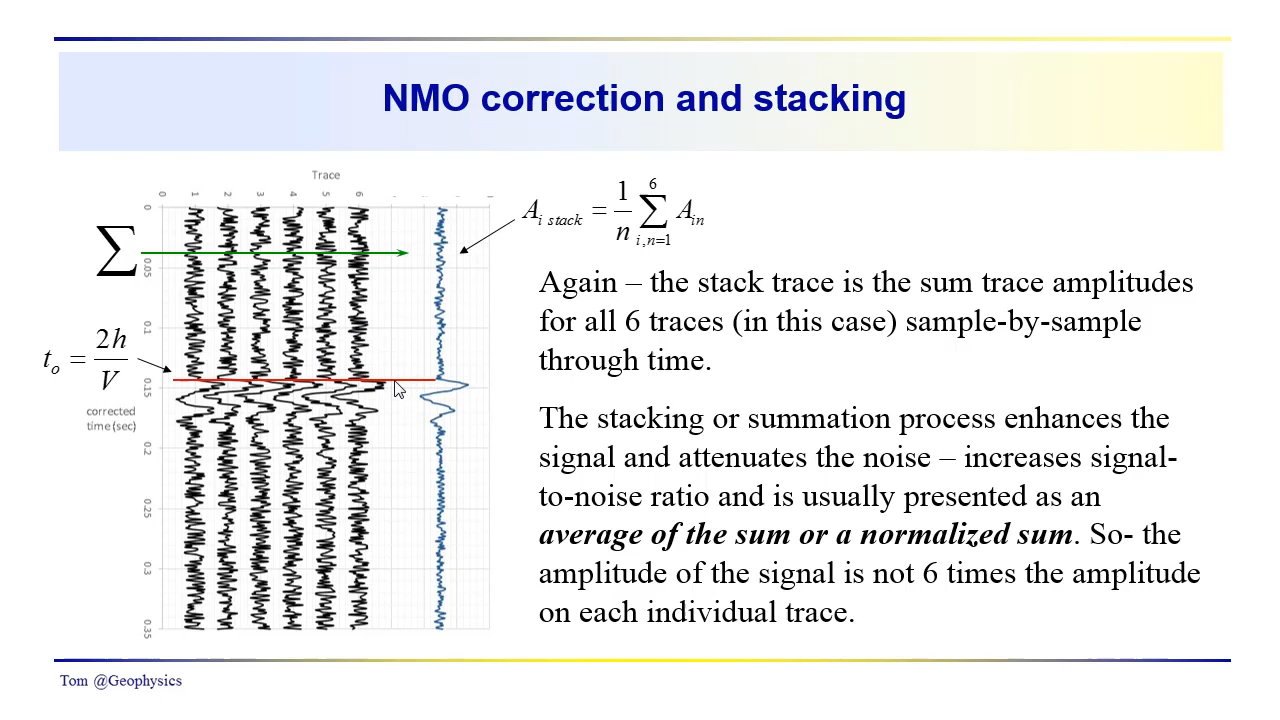 NMO correction and stacking
Trace
0 1 2 3 4 5 6
0
0.05
0.1
0.15
0.2
0.25
0.3
0.35
∑
t_o = 2h / V
corrected
time (sec)
A_{i stack} = 1/n ∑_{i,n=1}^{6} A_{in}
Again – the stack trace is the sum trace amplitudes
for all 6 traces (in this case) sample-by-sample
through time.
The stacking or summation process enhances the
signal and attenuates the noise – increases signal-
to-noise ratio and is usually presented as an
average of the sum or a normalized sum. So- the
amplitude of the signal is not 6 times the amplitude
on each individual trace.
Tom @Geophysics